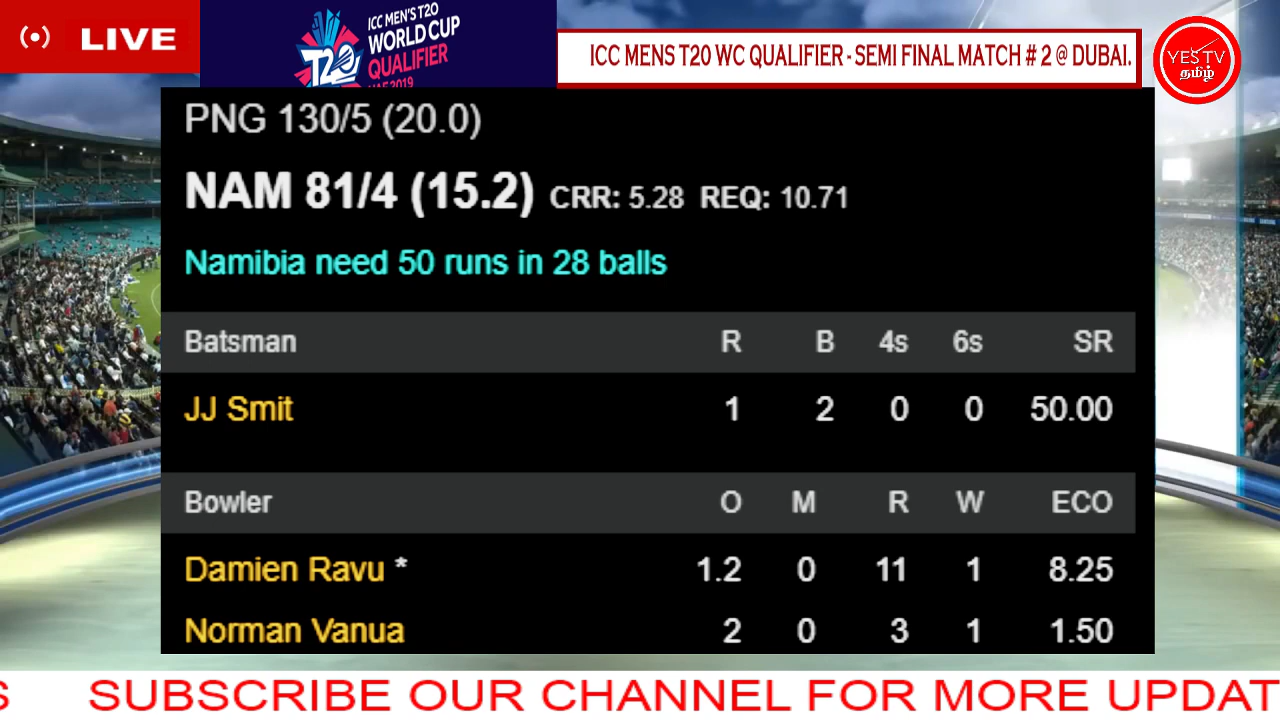 LIVE
ICC MEN'S T20
WORLD CUP
QUALIFIER
UAE 2019
T20
ICC MENS T20 WC QUALIFIER - SEMI FINAL MATCH # 2 @ DUBAI.
YES TV
தமிழ்
PNG 130/5 (20.0)
NAM 81/4 (15.2) CRR: 5.28 REQ: 10.71
Namibia need 50 runs in 28 balls
Batsman R B 4s 6s SR
JJ Smit 1 2 0 0 50.00
Bowler O M R W ECO
Damien Ravu * 1.2 0 11 1 8.25
Norman Vanua 2 0 3 1 1.50
S SUBSCRIBE OUR CHANNEL FOR MORE UPDAT